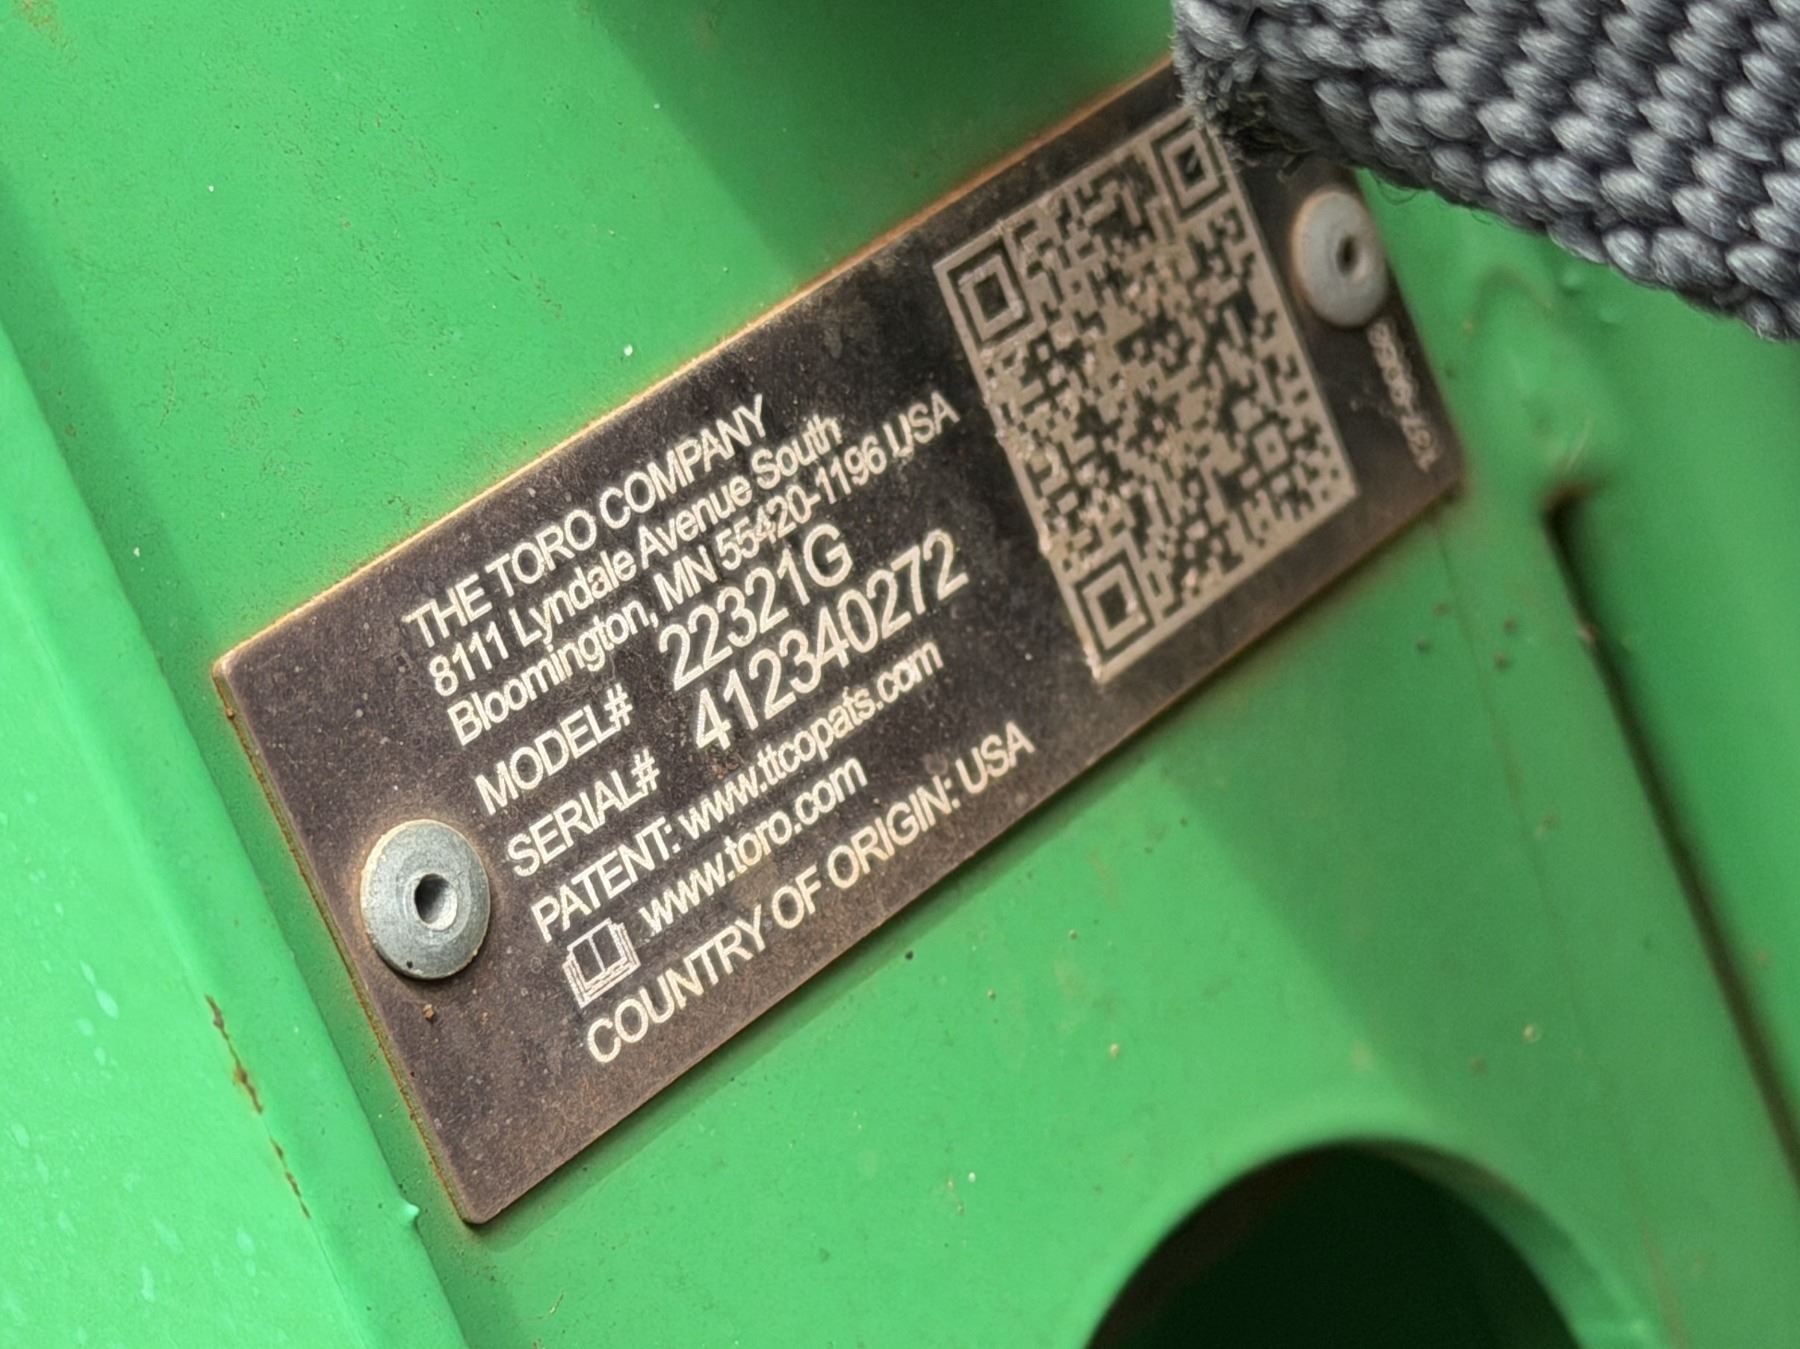 THE TORO COMPANY
8111 Lyndale Avenue South
Bloomington, MN 55420-1196 USA
MODEL# 22321G
SERIAL# 412340272
PATENT: www.ttcopats.com
www.toro.com
COUNTRY OF ORIGIN: USA